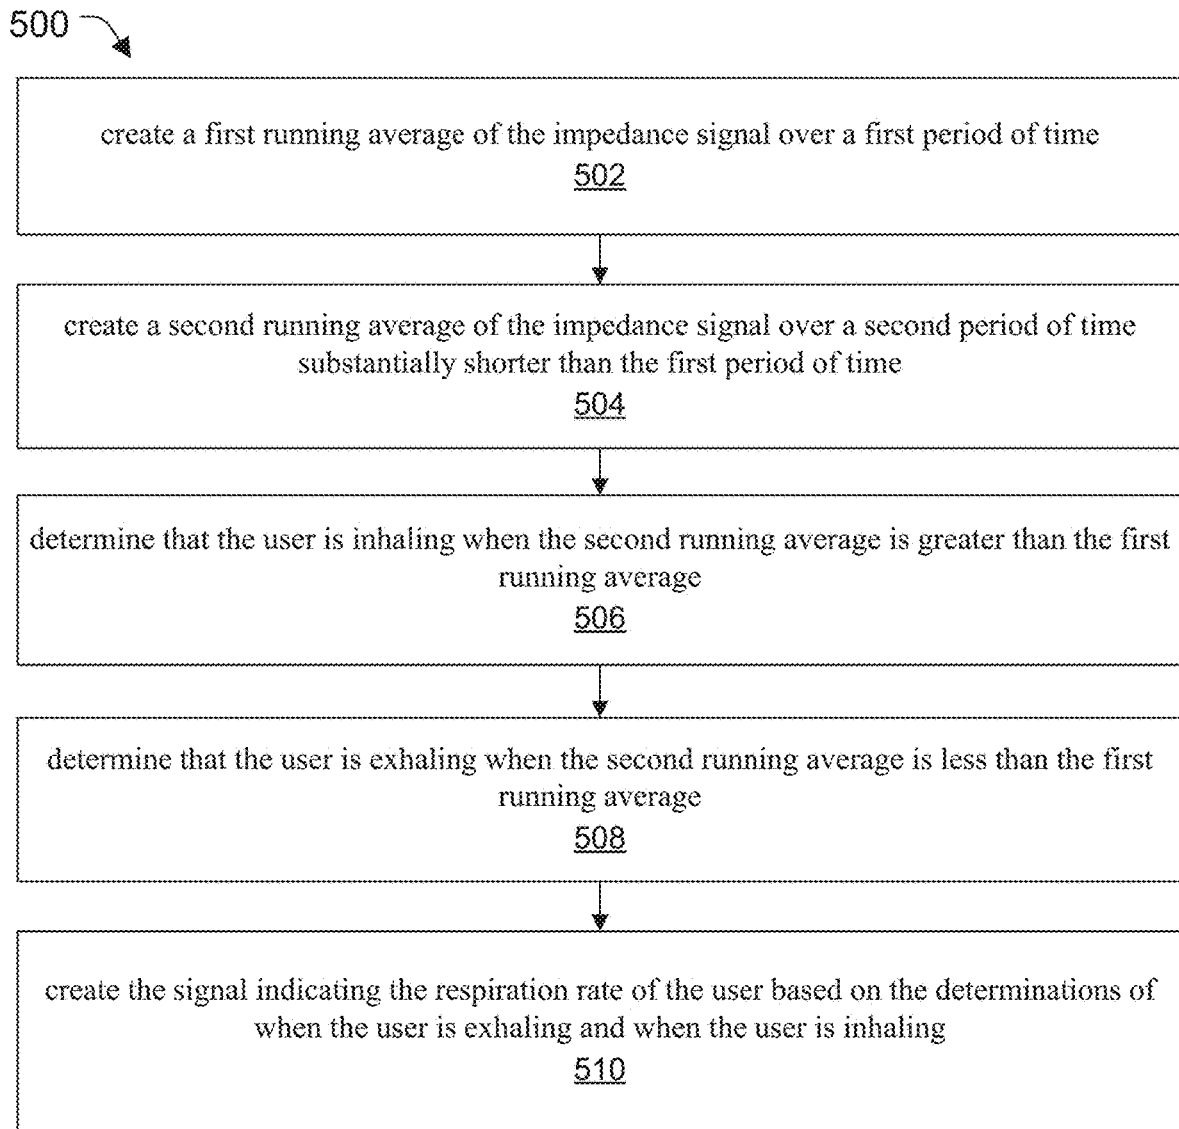 500
create a first running average of the impedance signal over a first period of time
502
create a second running average of the impedance signal over a second period of time
substantially shorter than the first period of time
504
determine that the user is inhaling when the second running average is greater than the first
running average
506
determine that the user is exhaling when the second running average is less than the first
running average
508
create the signal indicating the respiration rate of the user based on the determinations of
when the user is exhaling and when the user is inhaling
510